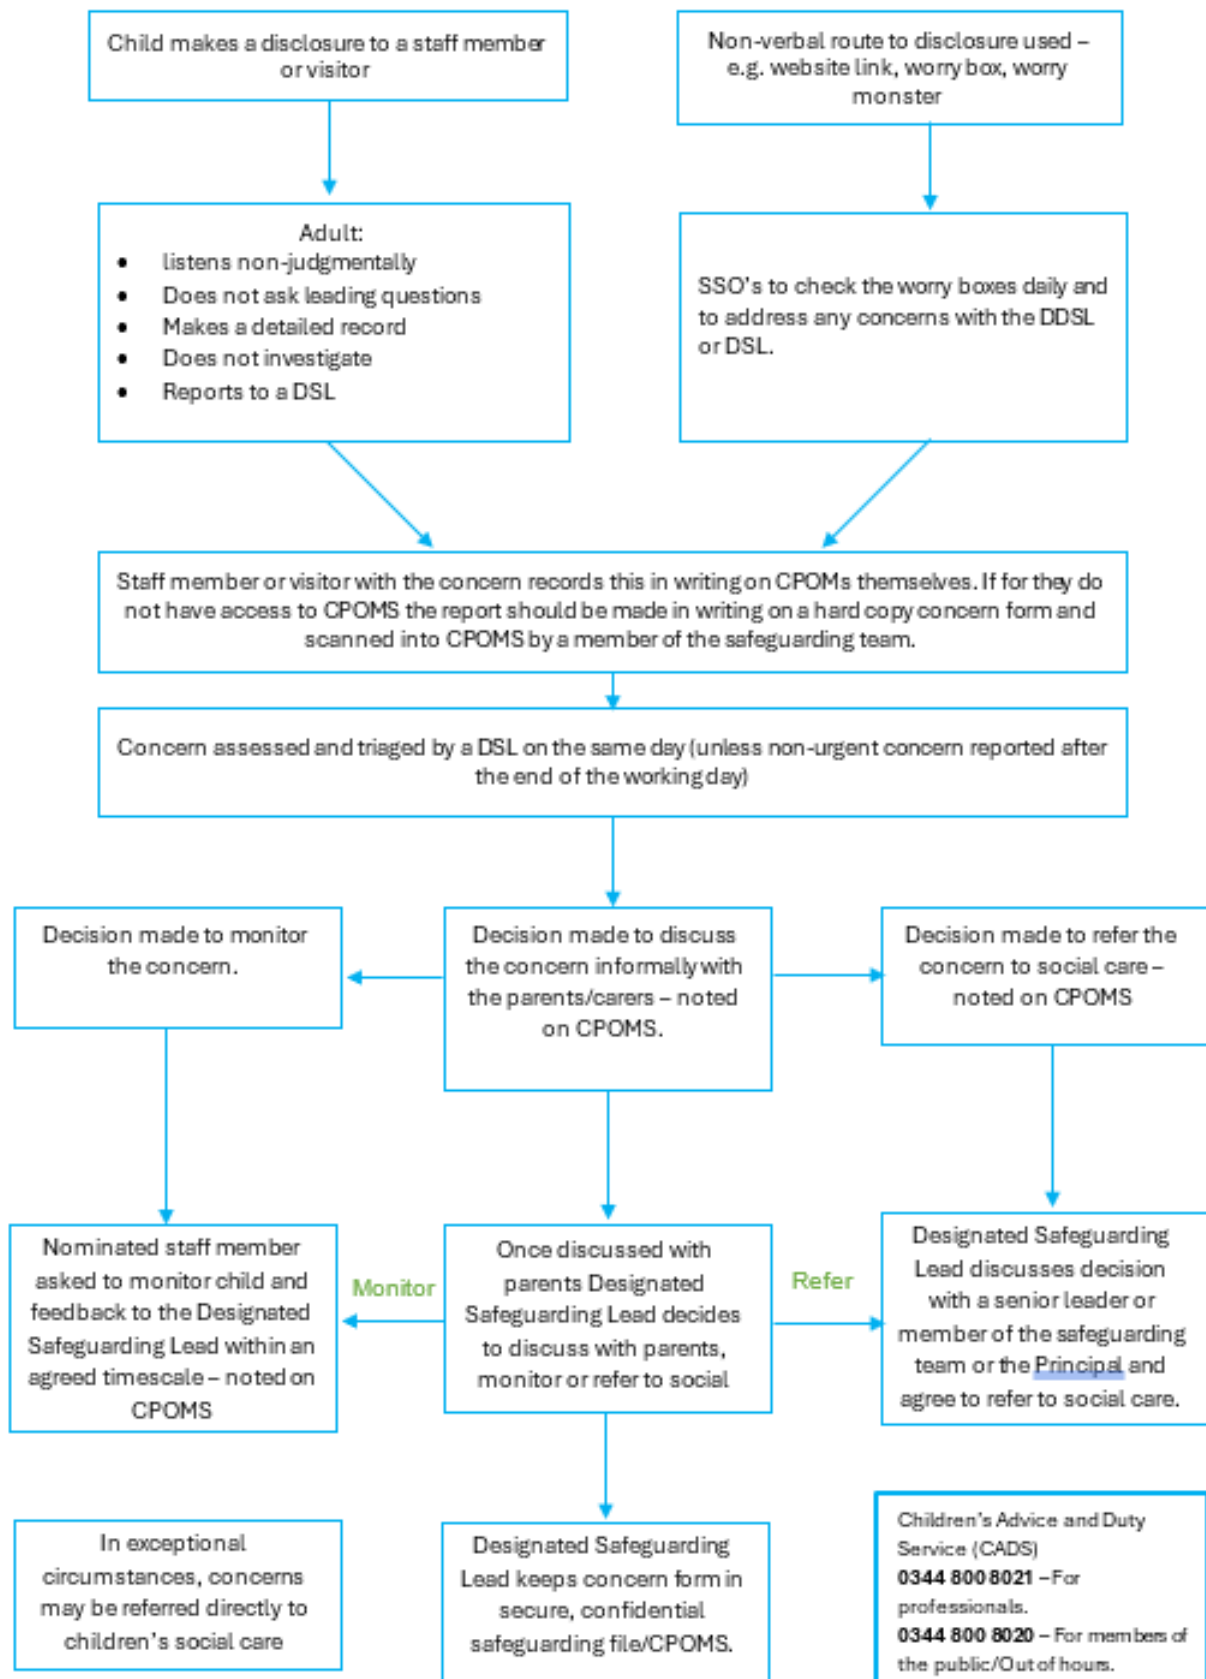 Child makes a disclosure to a staff member
or visitor
Non-verbal route to disclosure used –
e.g. website link, worry box, worry
monster
Adult:
• listens non-judgmentally
• Does not ask leading questions
• Makes a detailed record
• Does not investigate
• Reports to a DSL
SSO's to check the worry boxes daily and
to address any concerns with the DDSL
or DSL.
Staff member or visitor with the concern records this in writing on CPOMs themselves. If for they do
not have access to CPOMS the report should be made in writing on a hard copy concern form and
scanned into CPOMS by a member of the safeguarding team.
Concern assessed and triaged by a DSL on the same day (unless non-urgent concern reported after
the end of the working day)
Decision made to monitor
the concern.
Decision made to discuss
the concern informally with
the parents/carers – noted
on CPOMS.
Decision made to refer the
concern to social care –
noted on CPOMS
Nominated staff member
asked to monitor child and
feedback to the Designated
Safeguarding Lead within an
agreed timescale – noted on
CPOMS
Monitor
Once discussed with
parents Designated
Safeguarding Lead decides
to discuss with parents,
monitor or refer to social
Refer
Designated Safeguarding
Lead discusses decision
with a senior leader or
member of the safeguarding
team or the Principal and
agree to refer to social care.
In exceptional
circumstances, concerns
may be referred directly to
children's social care
Designated Safeguarding
Lead keeps concern form in
secure, confidential
safeguarding file/CPOMS.
Children's Advice and Duty
Service (CADS)
0344 800 8021 – For
professionals.
0344 800 8020 – For members of
the public/Out of hours.